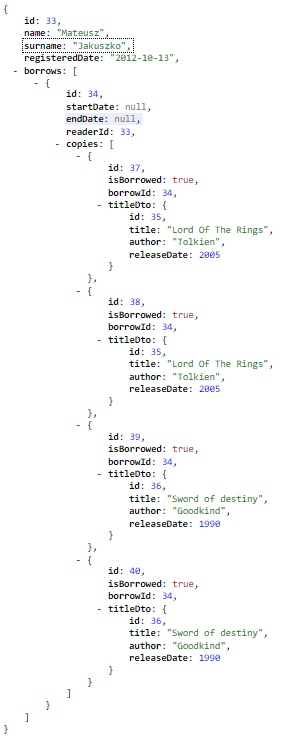 {
id: 33,
name: "Mateusz",
surname: "Jakuszko",
registeredDate: "2012-10-13",
- borrows: [
- {
id: 34,
startDate: null,
endDate: null,
readerId: 33,
- copies: [
- {
id: 37,
isBorrowed: true,
borrowId: 34,
- titleDto: {
id: 35,
title: "Lord Of The Rings",
author: "Tolkien",
releaseDate: 2005
}
},
- {
id: 38,
isBorrowed: true,
borrowId: 34,
- titleDto: {
id: 35,
title: "Lord Of The Rings",
author: "Tolkien",
releaseDate: 2005
}
},
- {
id: 39,
isBorrowed: true,
borrowId: 34,
- titleDto: {
id: 36,
title: "Sword of destiny",
author: "Goodkind",
releaseDate: 1990
}
},
- {
id: 40,
isBorrowed: true,
borrowId: 34,
- titleDto: {
id: 36,
title: "Sword of destiny",
author: "Goodkind",
releaseDate: 1990
}
}
]
}
]
}